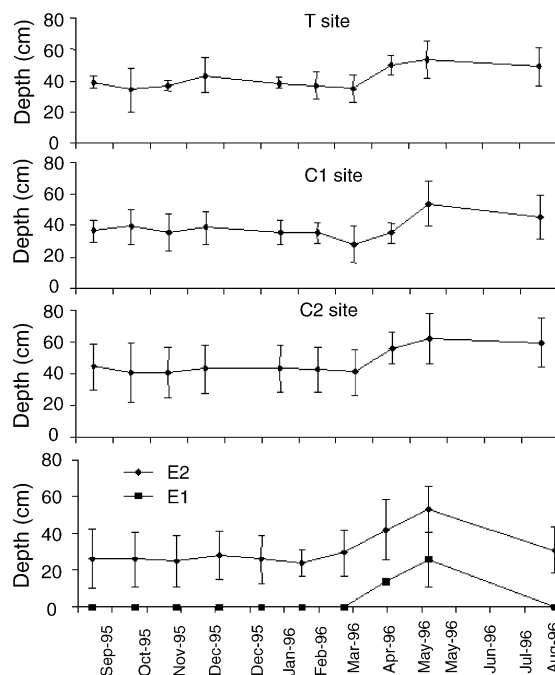 T site
Depth (cm)
80
60
40
20
0
C1 site
Depth (cm)
80
60
40
20
0
C2 site
Depth (cm)
80
60
40
20
0
E2
E1
Depth (cm)
80
60
40
20
0
Sep-95
Oct-95
Nov-95
Dec-95
Dec-95
Jan-96
Feb-96
Mar-96
Apr-96
May-96
May-96
Jun-96
Jul-96
Aug-96